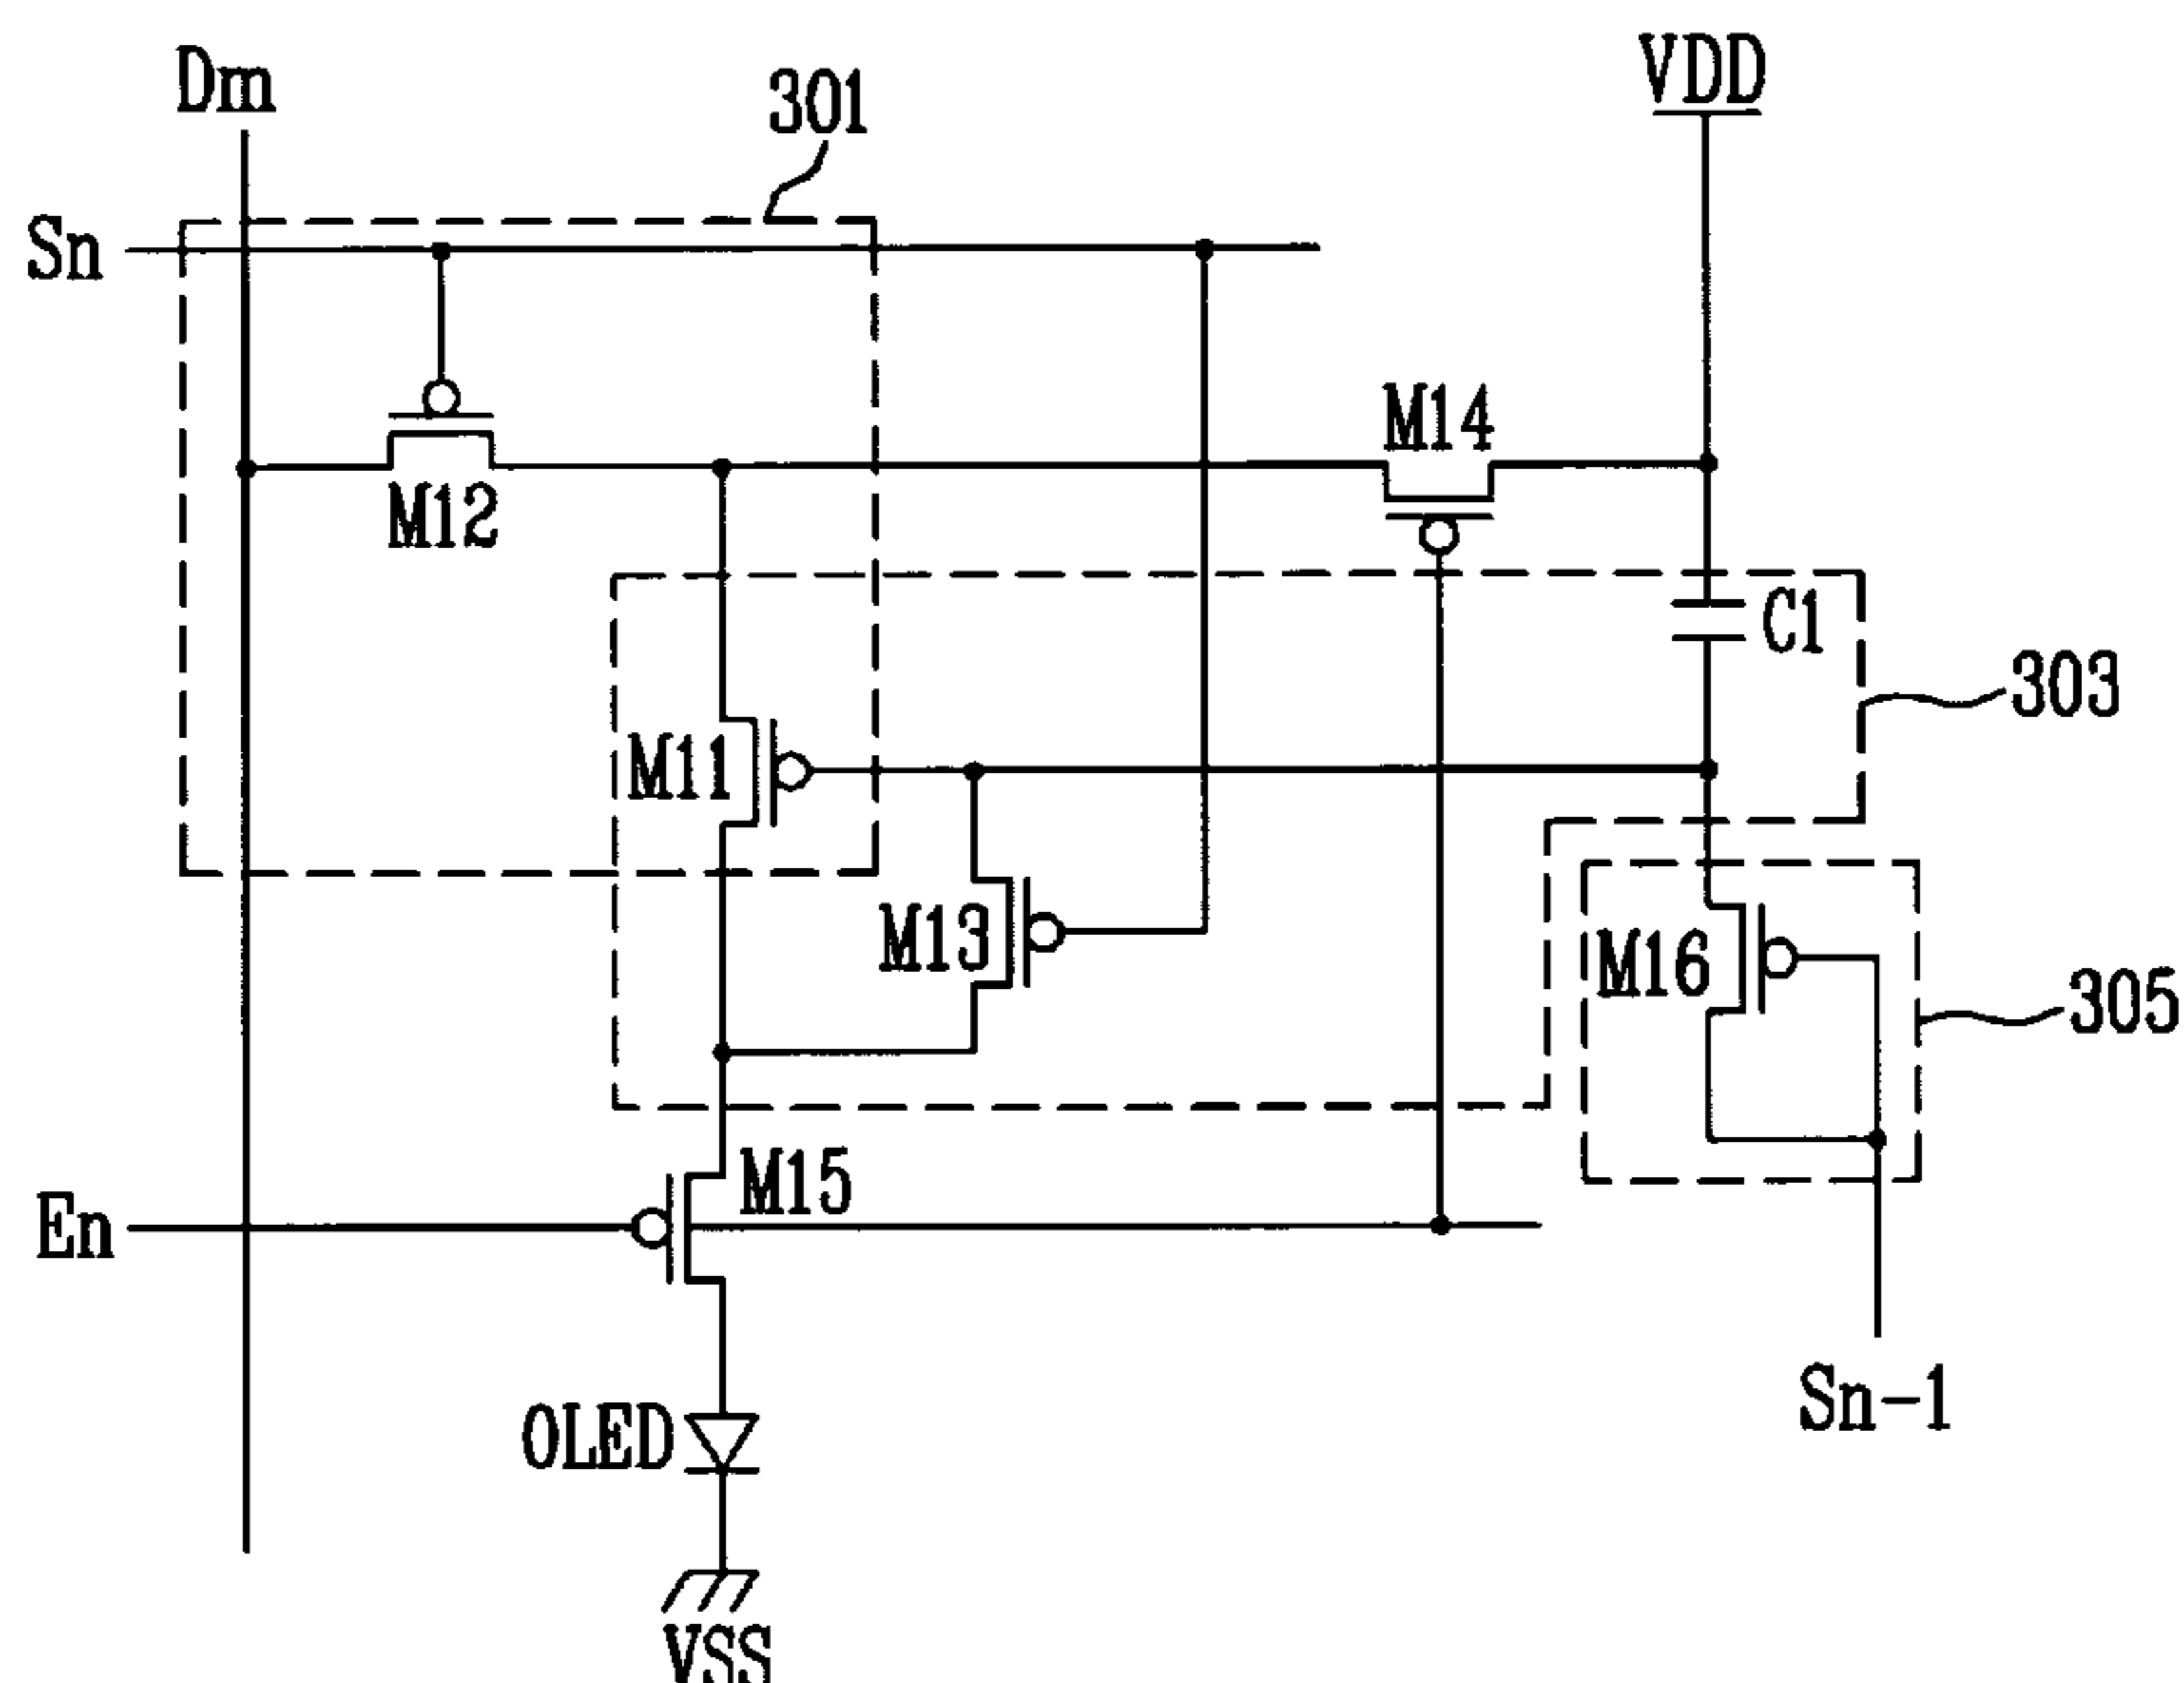 Dm
301
VDD
Sn
M14
M12
C1
303
M11
M13
M16
305
M15
En
Sn-1
OLED
VSS